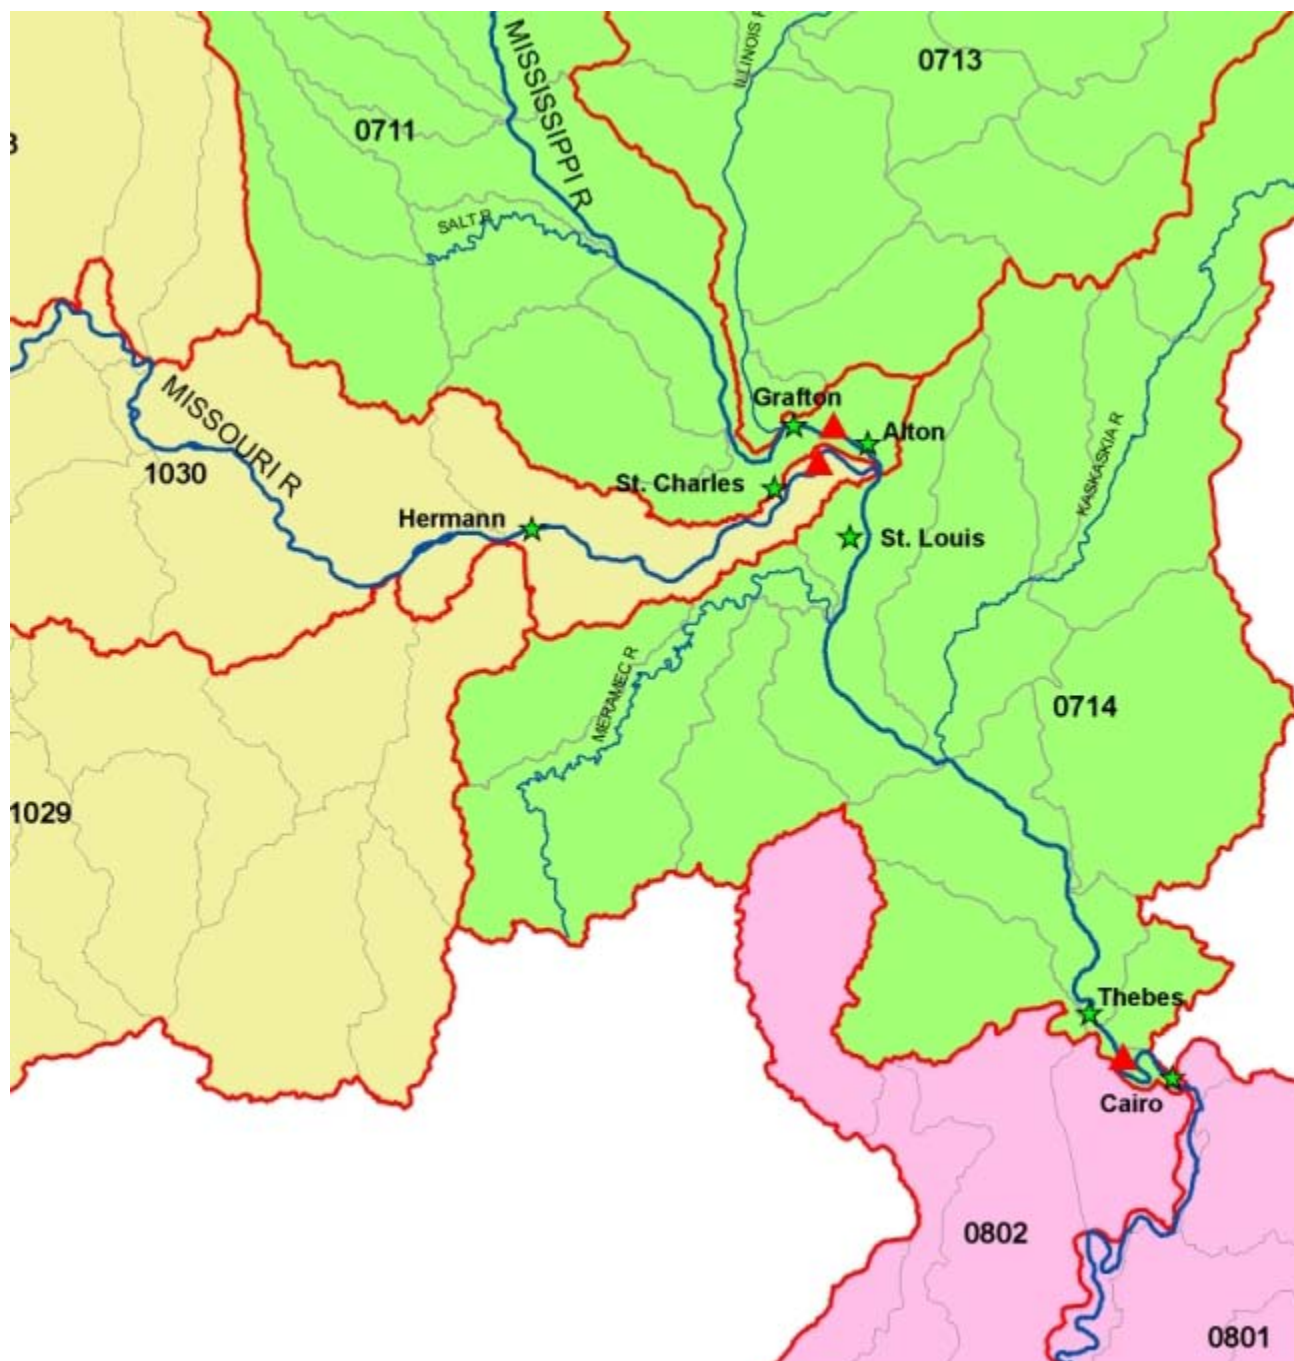 MISSISSIPPI R
ILLINOIS R
0713
0711
SALT R
MISSOURI R
1030
Grafton
Alton
St. Charles
Hermann
St. Louis
KASKASKIA R
MERAMEC R
0714
1029
Thebes
Cairo
0802
0801